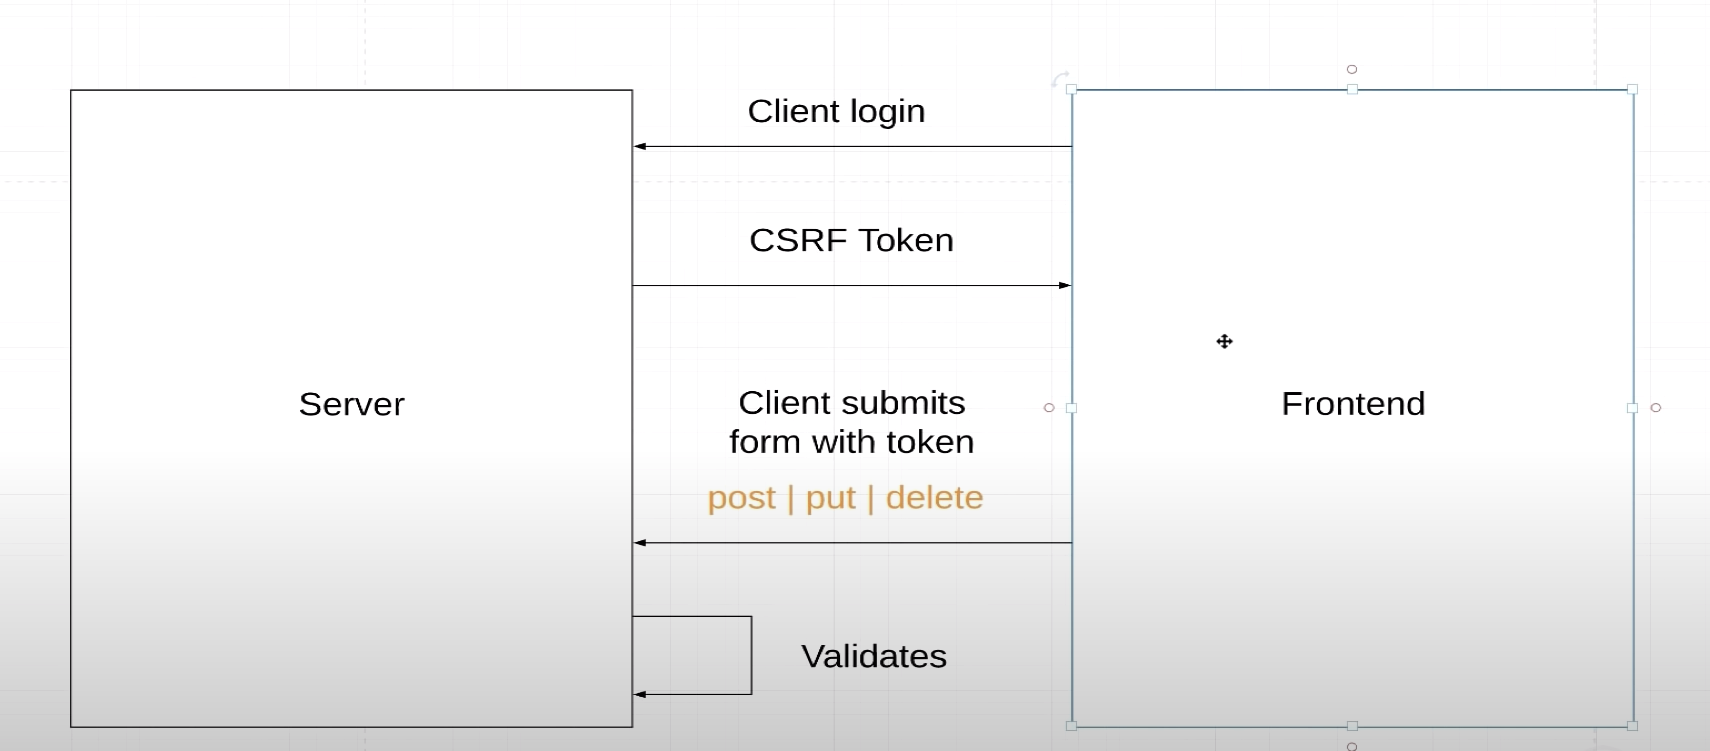 Client login
CSRF Token
Server
Client submits
form with token
Frontend
post | put | delete
Validates